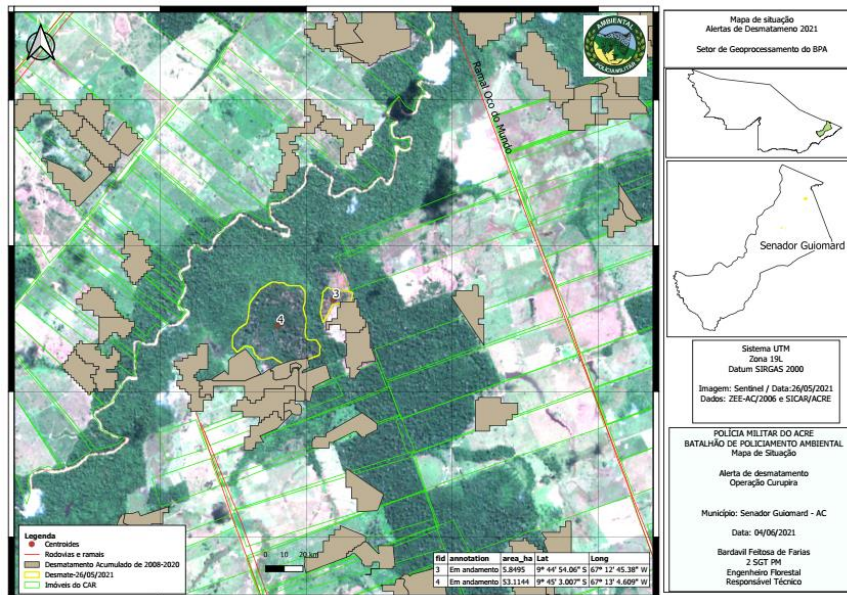 AMBIENTAL
POLÍCIA MILITAR
Ramal Oco do Mundo
3
4
Legenda
Centroides
Rodovias e ramais
Desmatamento Acumulado de 2008-2020
Desmate-26/05/2021
Imóveis do CAR
0 10 20 km
fid annotation area_ha Lat Long
3 Em andamento 5.8495 9° 44' 54.06" S 67° 12' 45.38" W
4 Em andamento 53.1144 9° 45' 3.007" S 67° 13' 4.609" W
Mapa de situação
Alertas de Desmatameno 2021
Setor de Geoprocessamento do BPA
Senador Guiomard
Sistema UTM
Zona 19L
Datum SIRGAS 2000
Imagem: Sentinel / Data:26/05/2021
Dados: ZEE-AC/2006 e SICAR/ACRE
POLÍCIA MILITAR DO ACRE
BATALHÃO DE POLICIAMENTO AMBIENTAL
Mapa de Situação
Alerta de desmatamento
Operação Curupira
Município: Senador Guiomard - AC
Data: 04/06/2021
Bardavil Feitosa de Farias
2 SGT PM
Engenheiro Florestal
Responsável Técnico